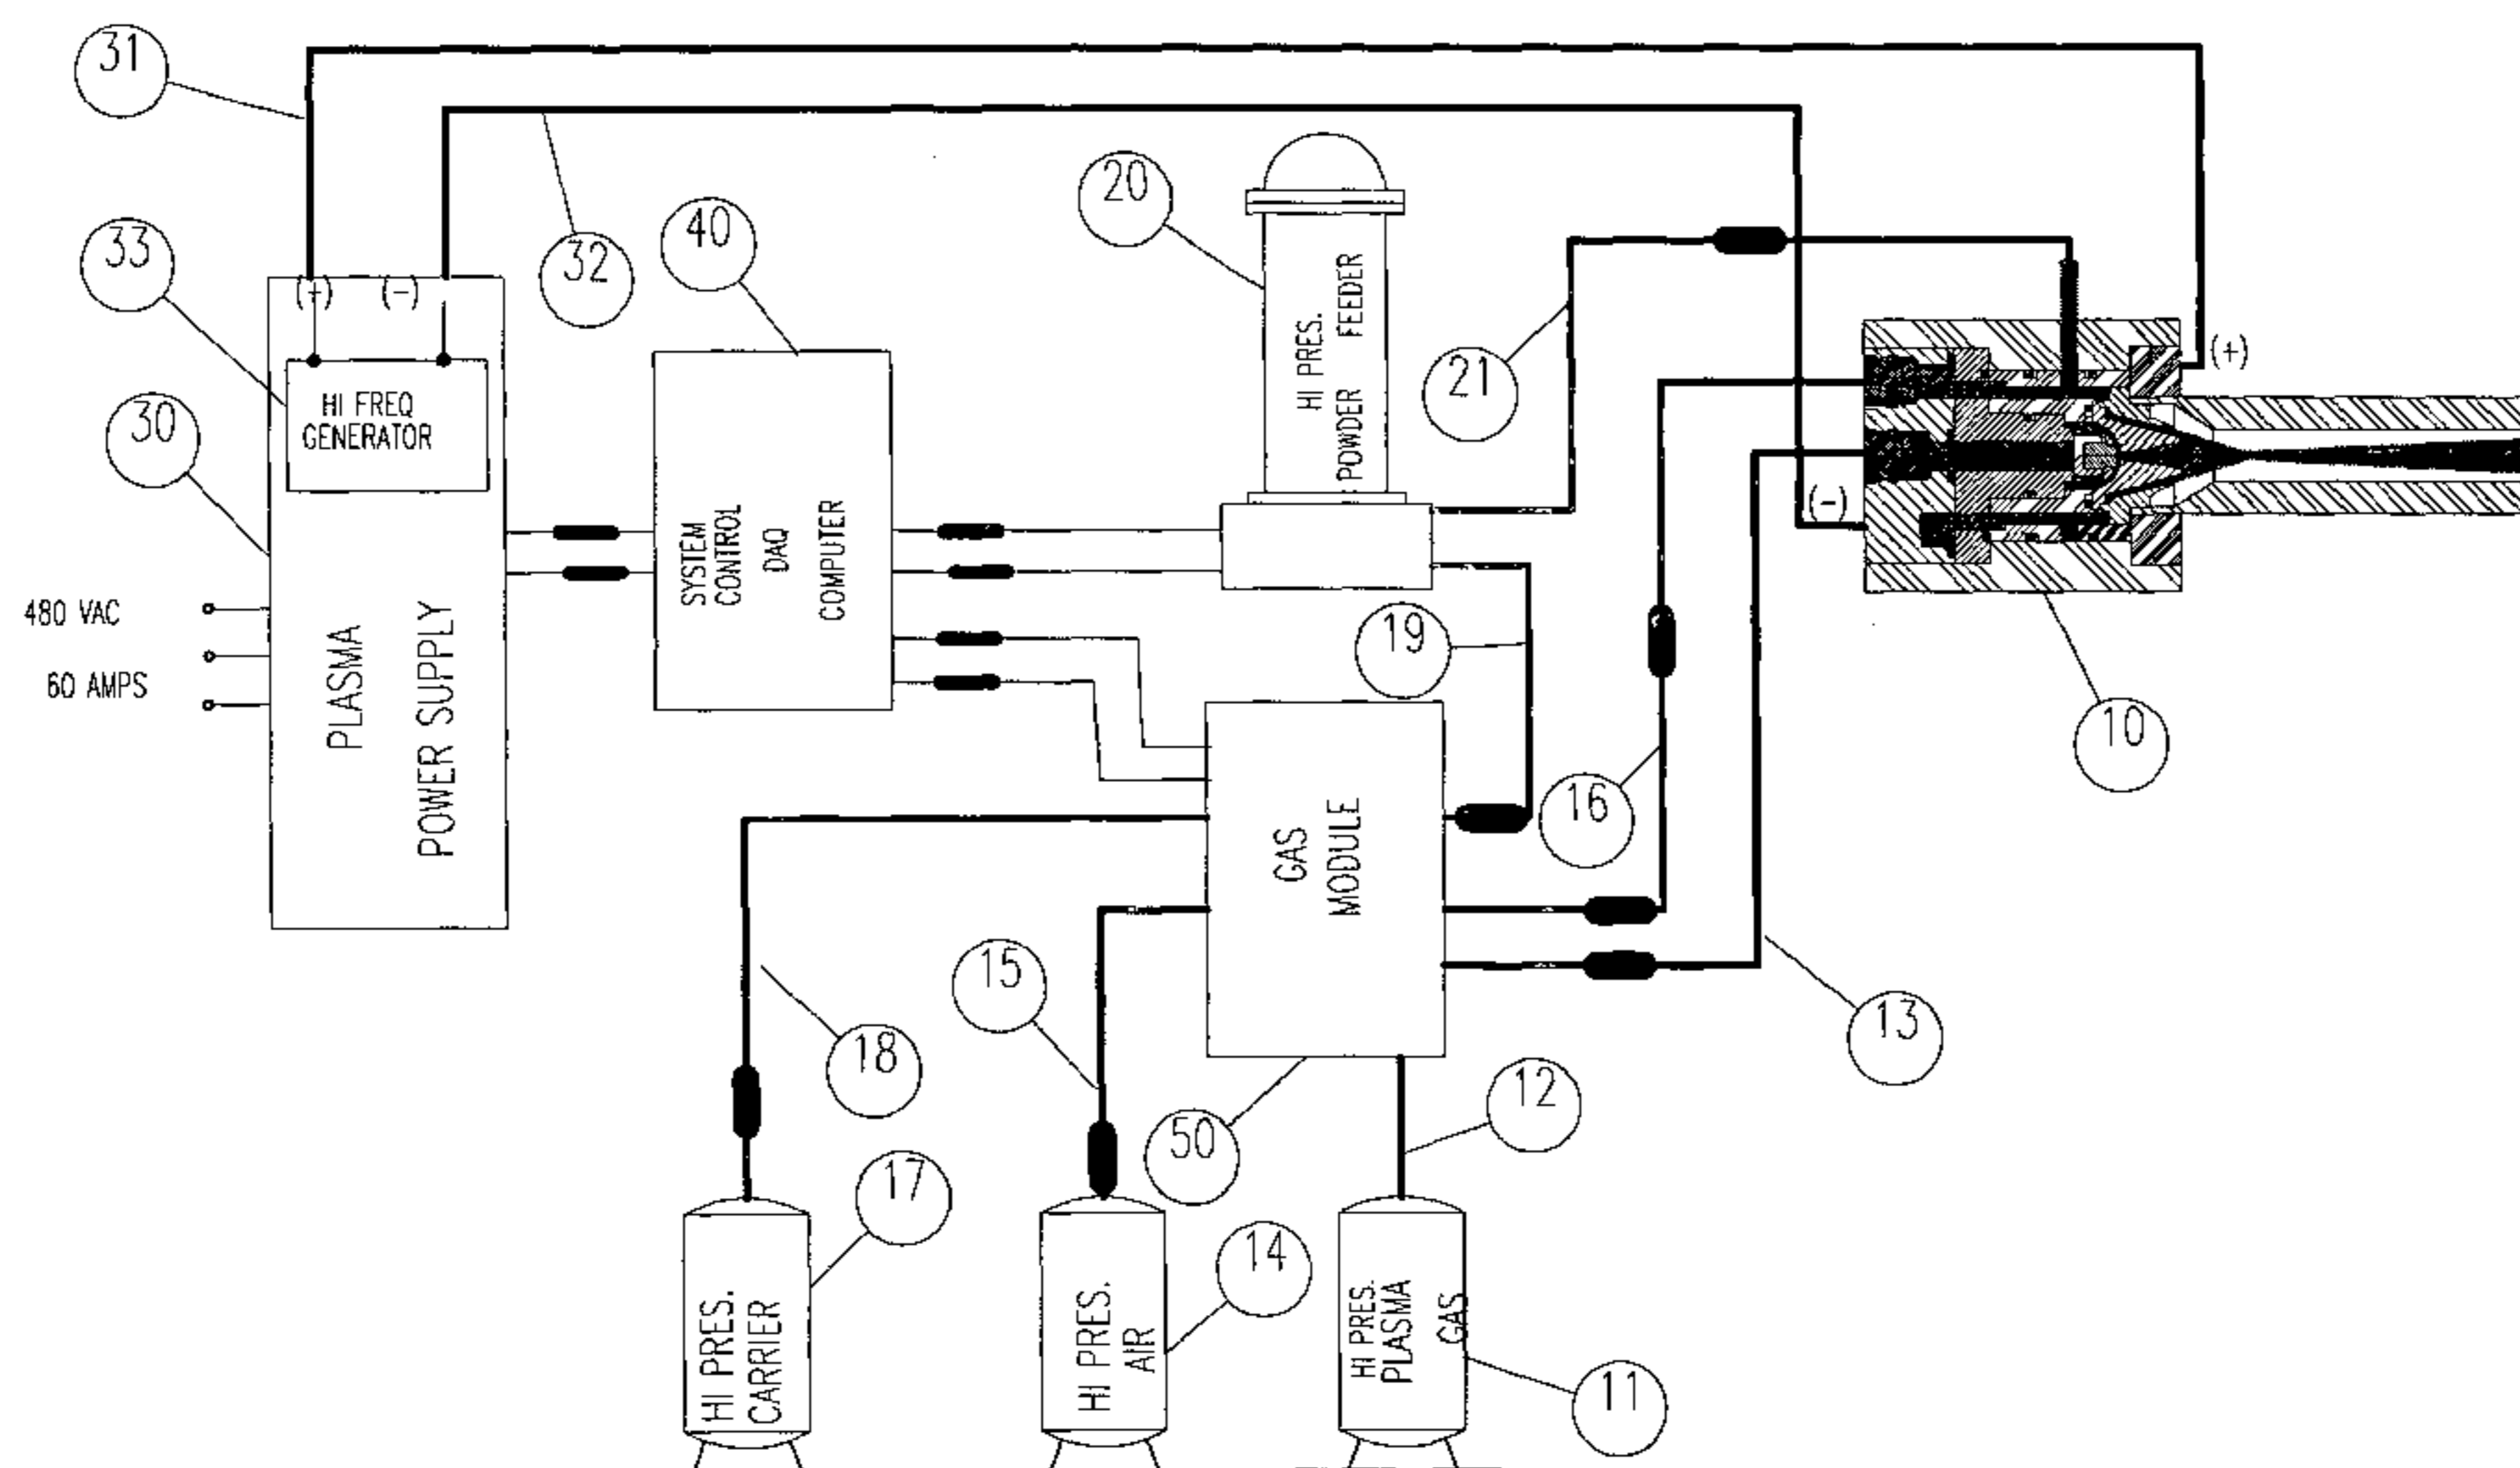 31
33
30
32
40
20
21
(+)
(-)
HI FREQ
GENERATOR
480 VAC
60 AMPS
PLASMA
POWER SUPPLY
SYSTEM
CONTROL
DAQ
COMPUTER
HI PRES.
POWDER FEEDER
(+)
(-)
10
19
16
13
GAS
MODULE
18
15
50
12
17
14
11
HI PRES.
CARRIER
HI PRES.
AIR
HI PRES.
PLASMA
GAS